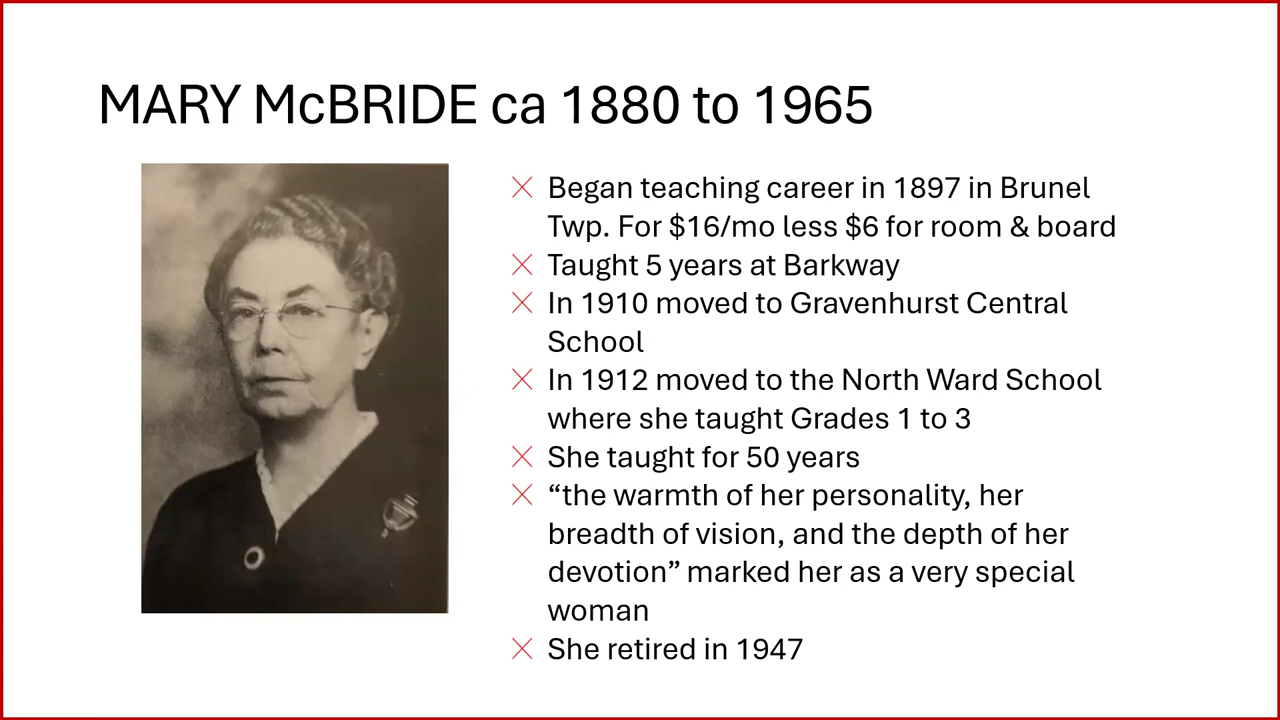 MARY McBRIDE ca 1880 to 1965
Began teaching career in 1897 in Brunel
Twp. For $16/mo less $6 for room & board
Taught 5 years at Barkway
In 1910 moved to Gravenhurst Central
School
In 1912 moved to the North Ward School
where she taught Grades 1 to 3
She taught for 50 years
“the warmth of her personality, her
breadth of vision, and the depth of her
devotion” marked her as a very special
woman
She retired in 1947